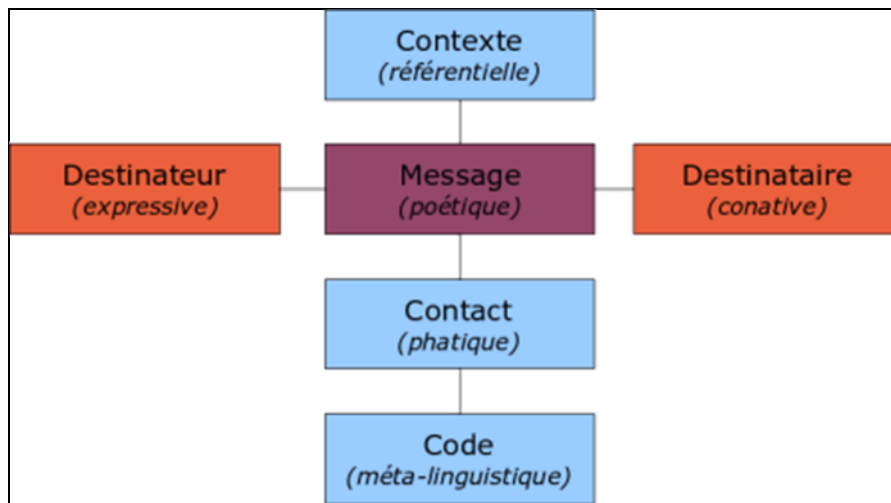 Contexte
(référentielle)
Destinateur
(expressive)
Message
(poétique)
Destinataire
(conative)
Contact
(phatique)
Code
(méta-linguistique)